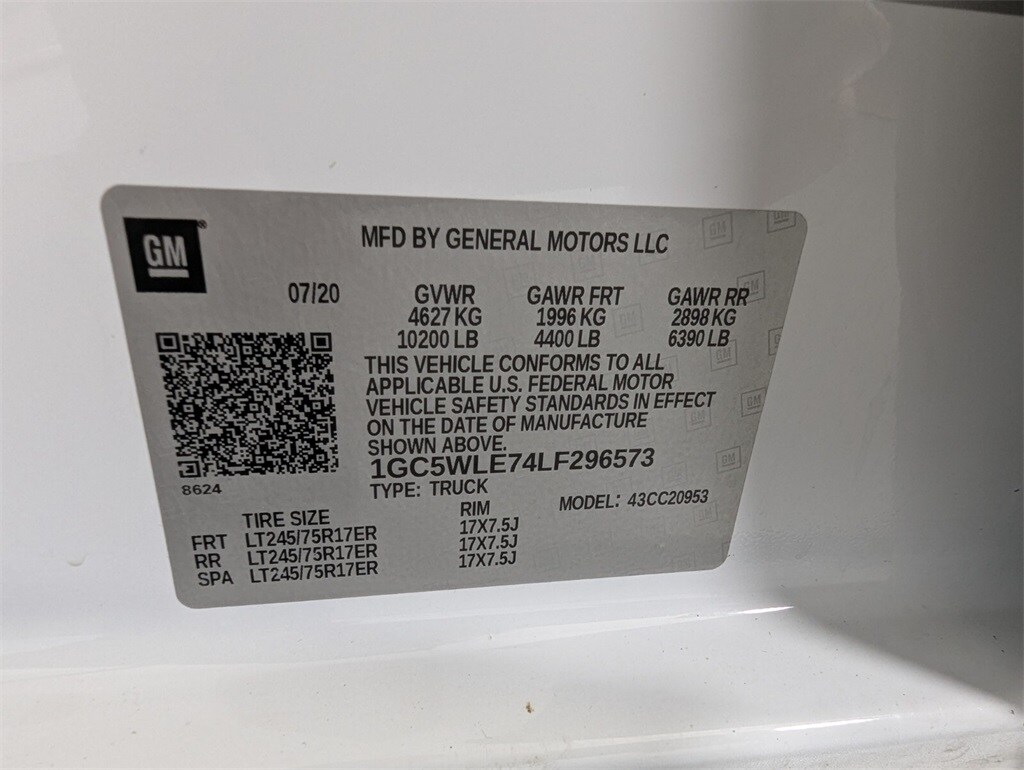 GM
MFD BY GENERAL MOTORS LLC
07/20 GVWR GAWR FRT GAWR RR
4627 KG 1996 KG 2898 KG
10200 LB 4400 LB 6390 LB
THIS VEHICLE CONFORMS TO ALL
APPLICABLE U.S. FEDERAL MOTOR
VEHICLE SAFETY STANDARDS IN EFFECT
ON THE DATE OF MANUFACTURE
SHOWN ABOVE.
1GC5WLE74LF296573
8624
TYPE: TRUCK MODEL: 43CC20953
TIRE SIZE RIM
FRT LT245/75R17ER 17X7.5J
RR LT245/75R17ER 17X7.5J
SPA LT245/75R17ER 17X7.5J